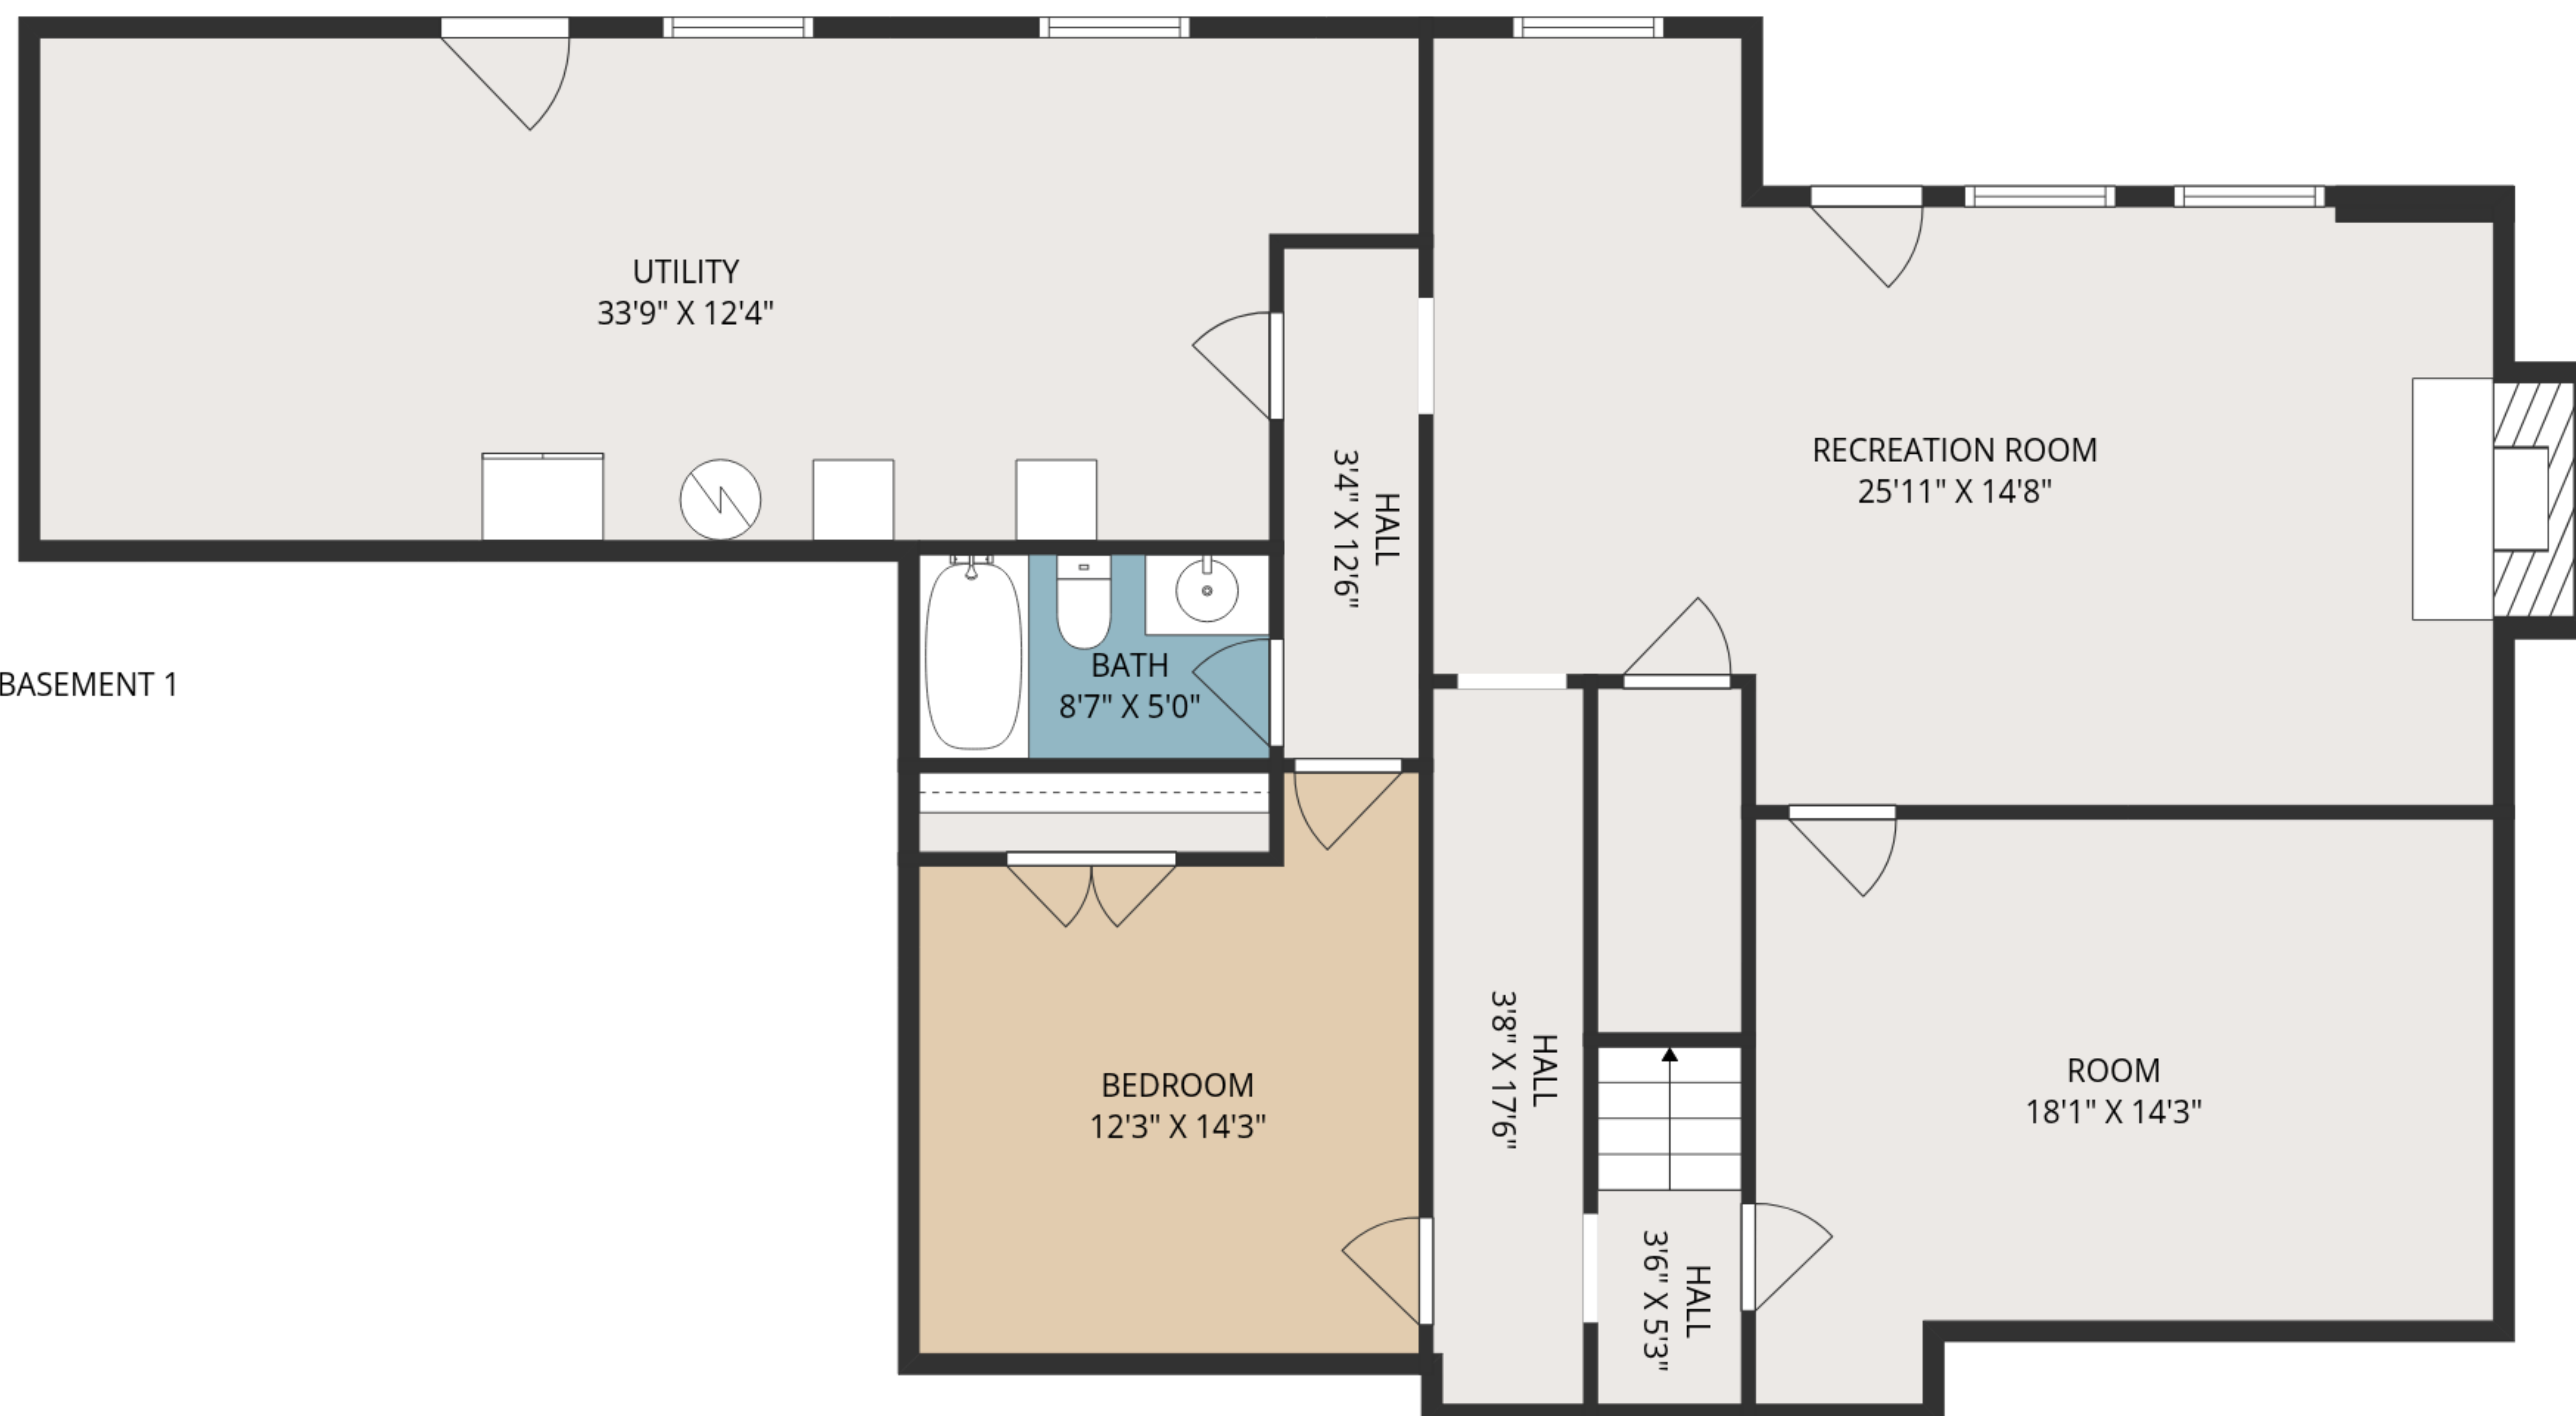 UTILITY
33'9" X 12'4"
RECREATION ROOM
25'11" X 14'8"
HALL
3'4" X 12'6"
BATH
8'7" X 5'0"
BASEMENT 1
BEDROOM
12'3" X 14'3"
HALL
3'8" X 17'6"
ROOM
18'1" X 14'3"
HALL
3'6" X 5'3"